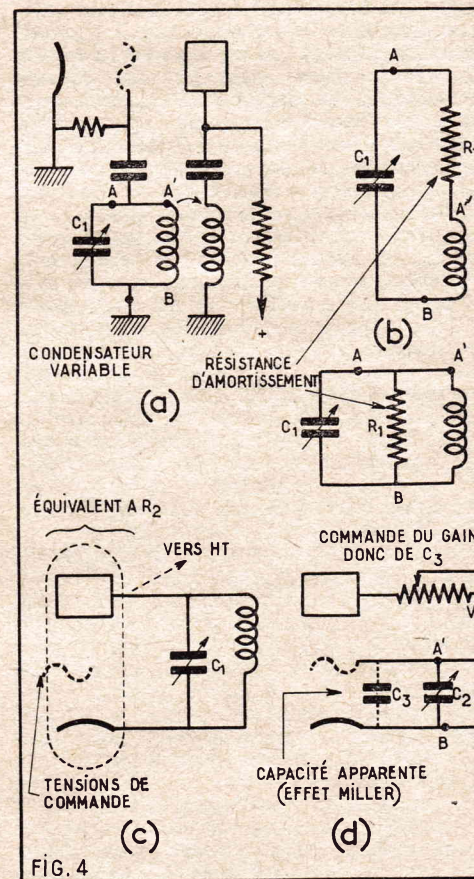 A
A'
C1
B
CONDENSATEUR
VARIABLE
+
(a)
A
C1
A"
B
(b)
RÉSISTANCE
D'AMORTISSEMENT
A
A'
C1
R1
B
ÉQUIVALENT A R2
VERS HT
C1
TENSIONS DE
COMMANDE
(c)
COMMANDE DU GAIN
DONC DE C3
V
A'
C3
C2
B
CAPACITÉ APPARENTE
(EFFET MILLER)
(d)
FIG. 4